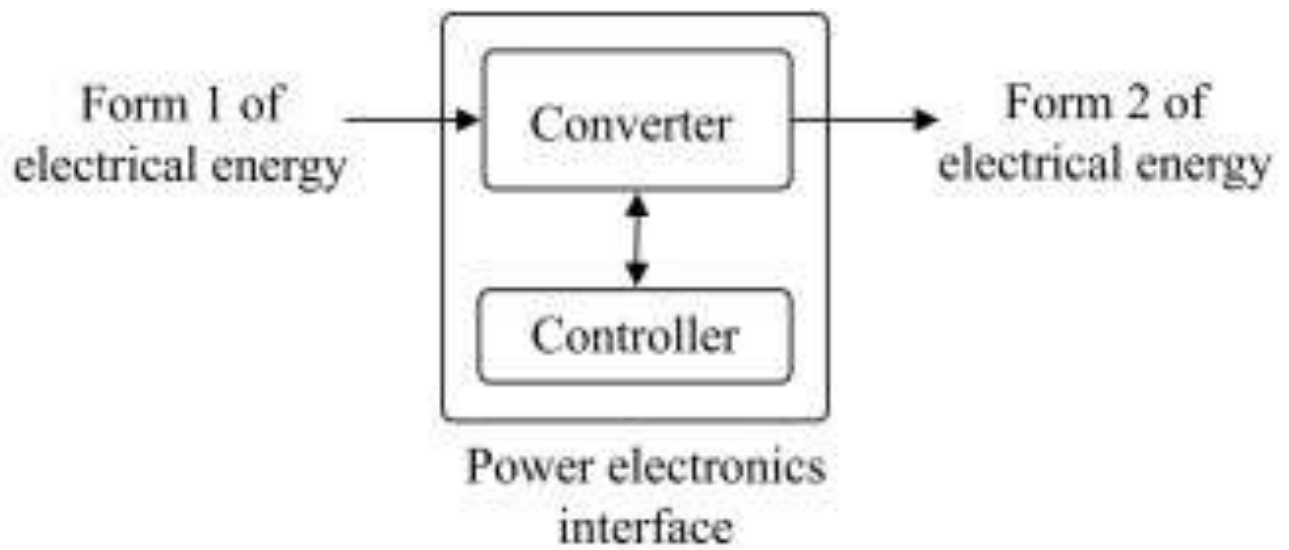 Form 1 of
electrical energy
Converter
Form 2 of
electrical energy
Controller
Power electronics
interface